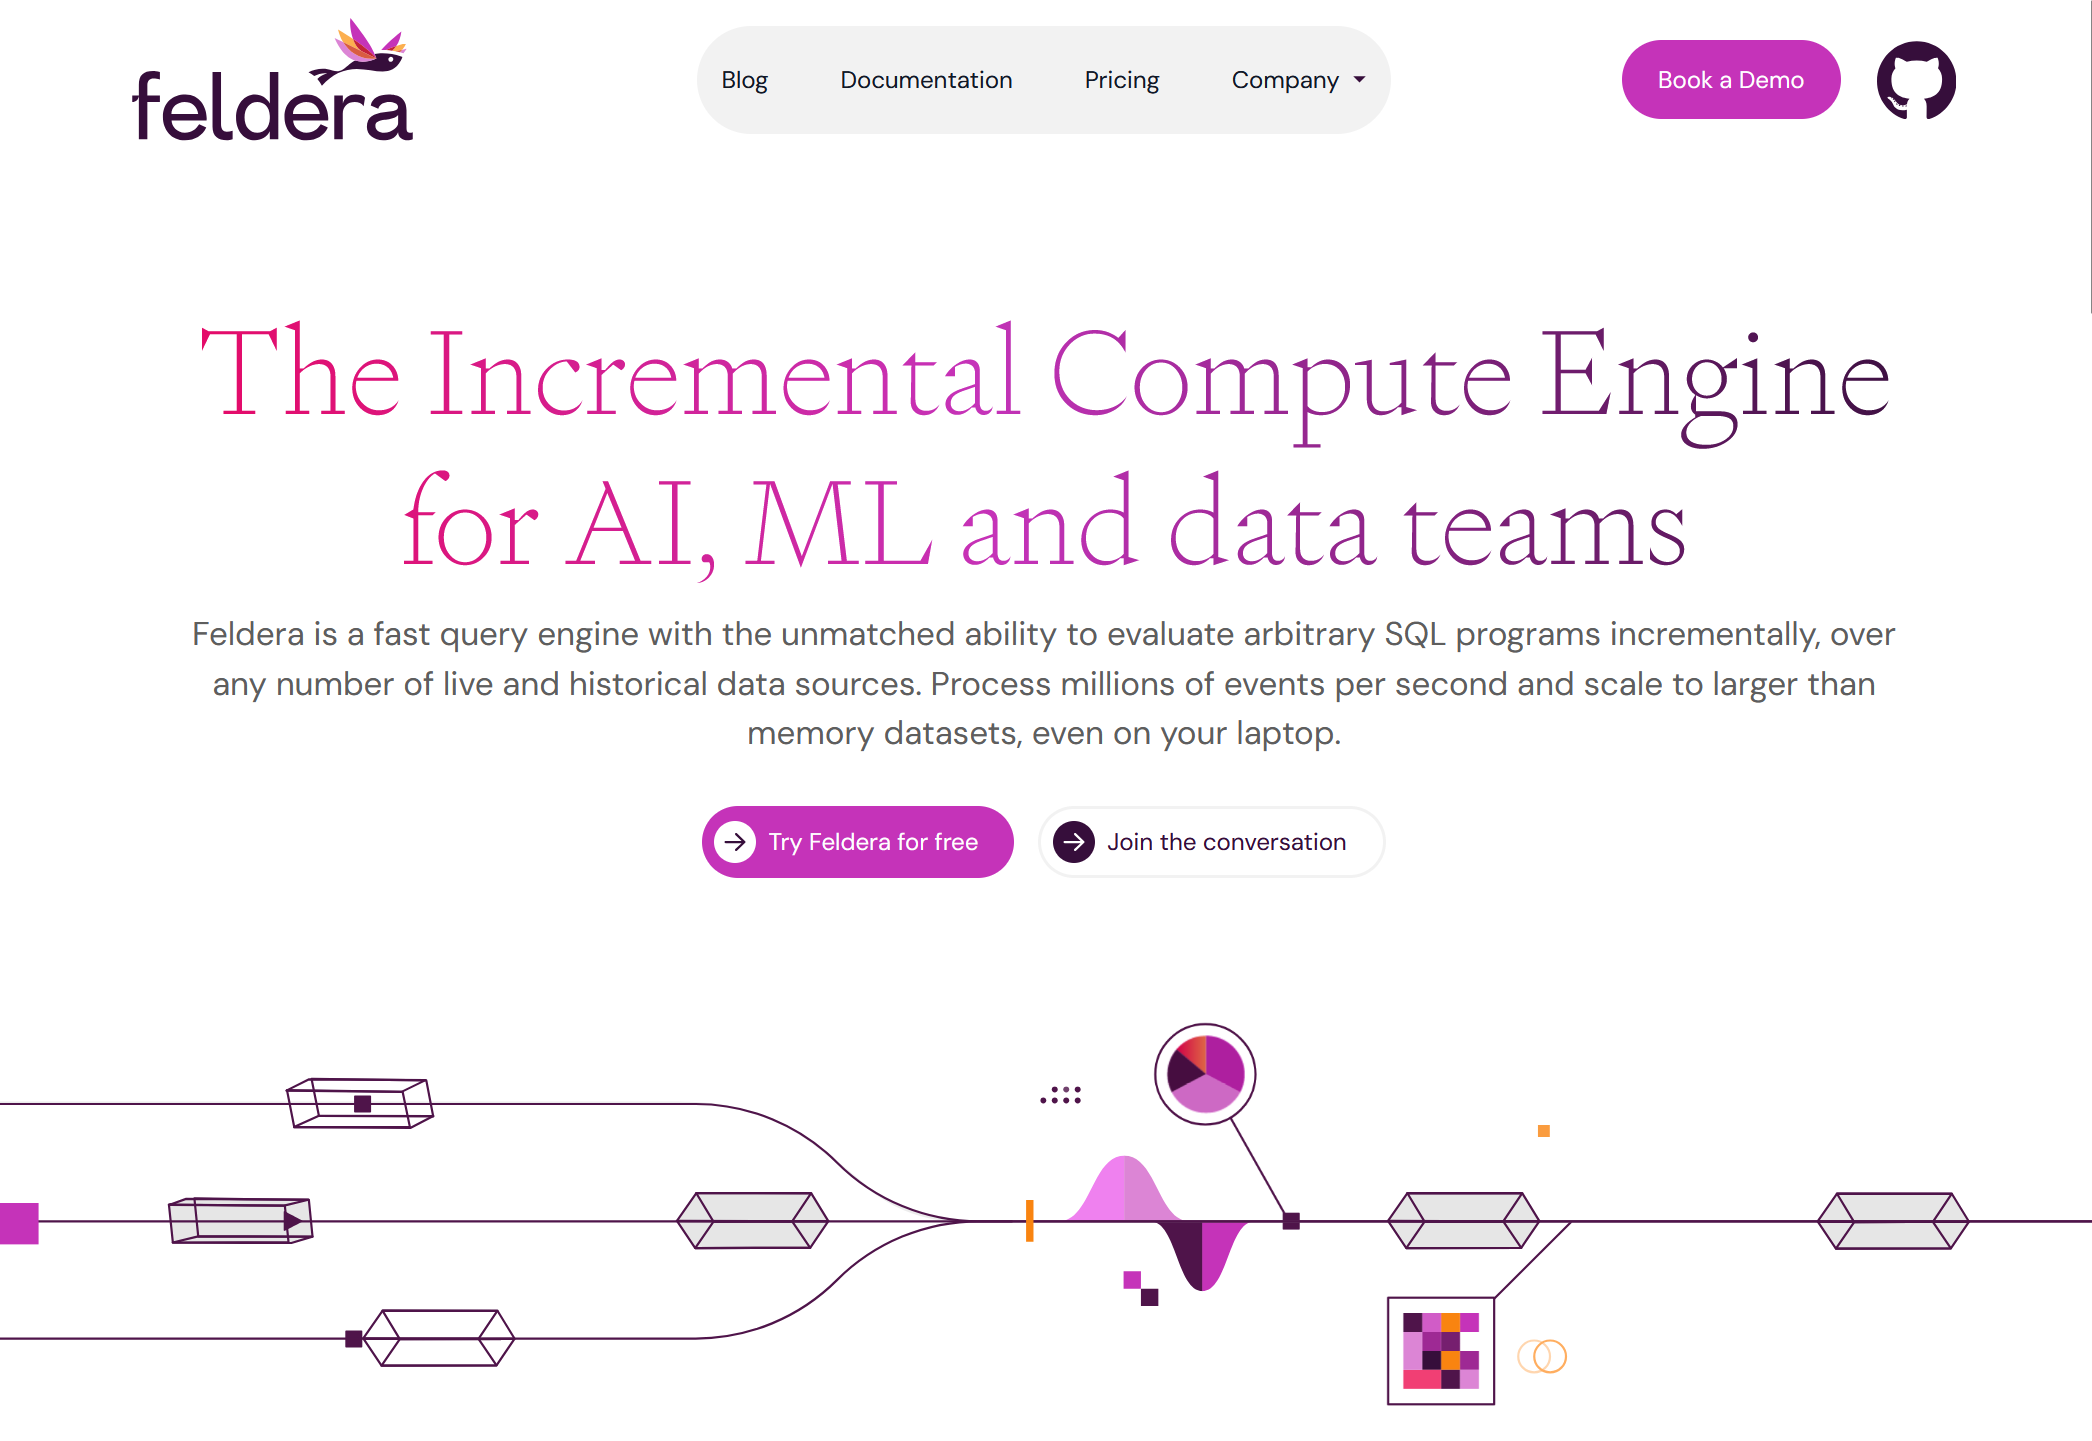 feldera
Blog
Documentation
Pricing
Company
Book a Demo
The Incremental Compute Engine
for AI, ML and data teams
Feldera is a fast query engine with the unmatched ability to evaluate arbitrary SQL programs incrementally, over
any number of live and historical data sources. Process millions of events per second and scale to larger than
memory datasets, even on your laptop.
Try Feldera for free
Join the conversation